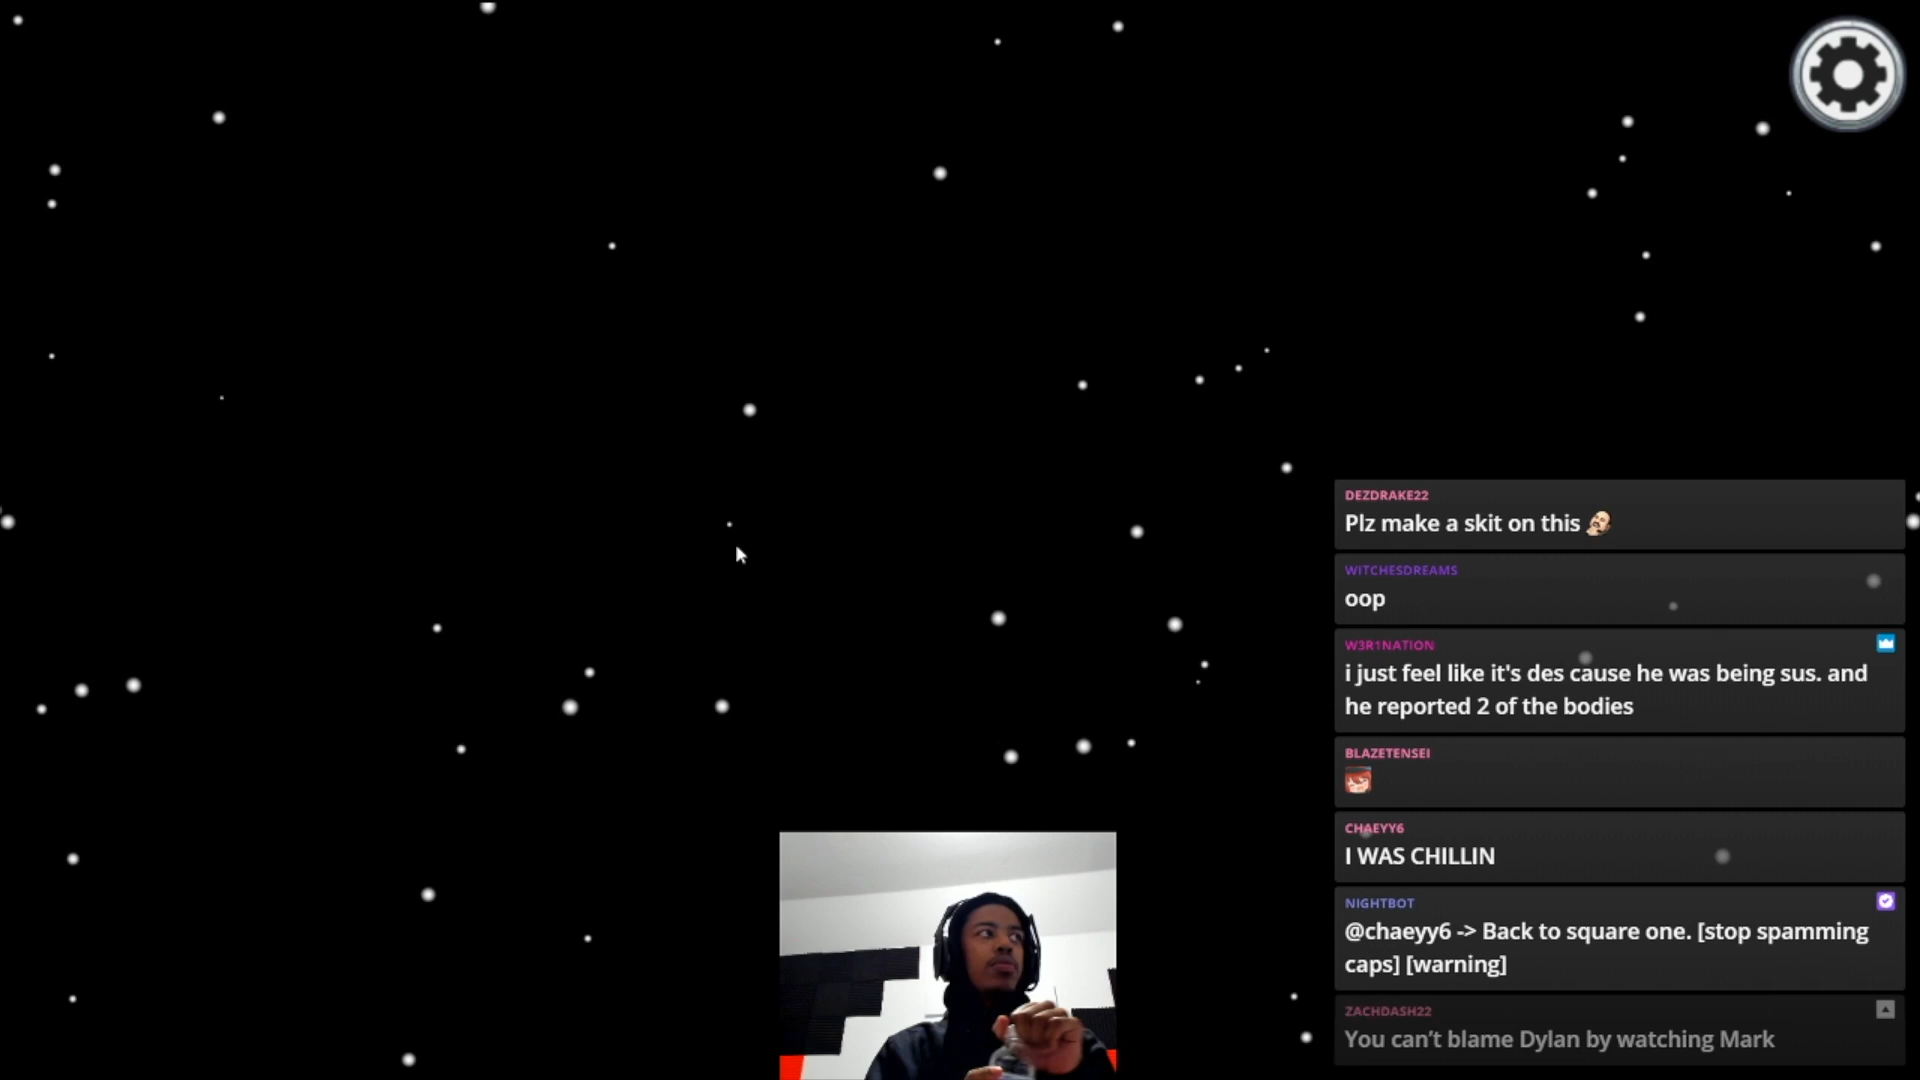 DEZDRAKE22
Plz make a skit on this
WITCHESDREAMS
oop
W3R1NATION
i just feel like it's des cause he was being sus. and
he reported 2 of the bodies
BLAZETENSEI
CHAEYY6
I WAS CHILLIN
NIGHTBOT
@chaeyy6 -> Back to square one. [stop spamming
caps] [warning]
ZACHDASH22
You can’t blame Dylan by watching Mark